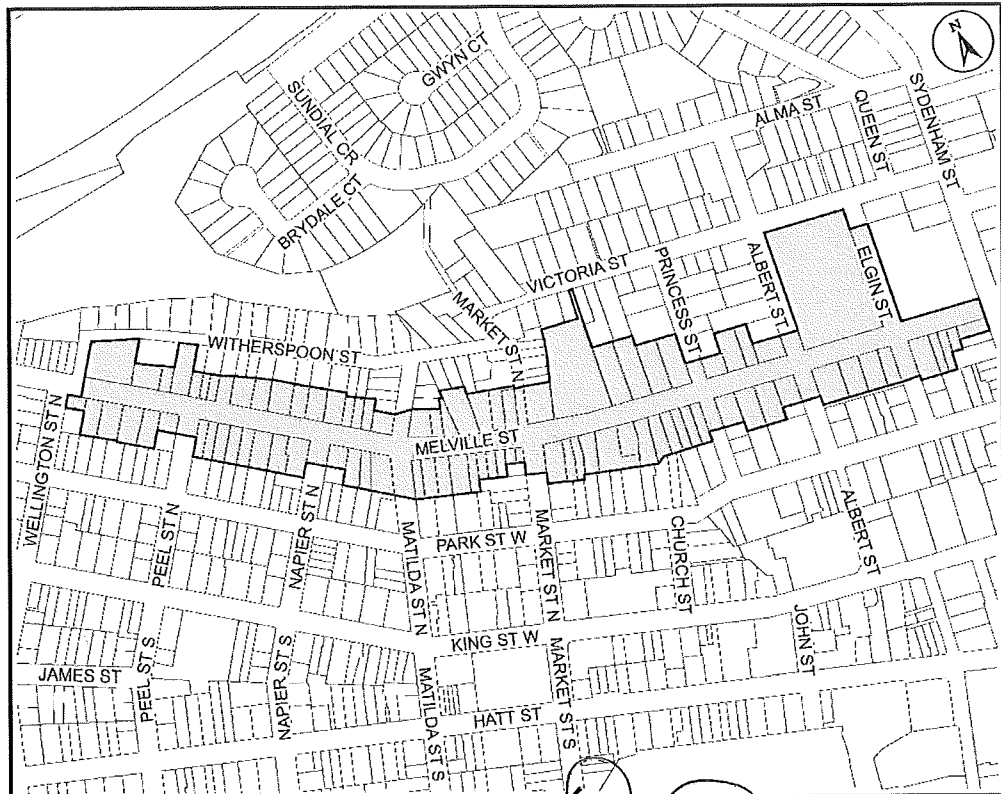 N
GWYN CT
SUNDIAL CR
BRYDALE CT
ALMA ST
QUEEN ST
SYDENHAM ST
VICTORIA ST
PRINCESS ST
ALBERT ST
ELGIN ST
MARKET ST N
WITHERSPOON ST
MELVILLE ST
WELLINGTON ST N
PEEL ST N
NAPIER ST N
MATILDA ST N
PARK ST W
MARKET ST N
CHURCH ST
ALBERT ST
JOHN ST
KING ST W
JAMES ST
PEEL ST S
NAPIER ST S
MATILDA ST S
MARKET ST S
HATT ST